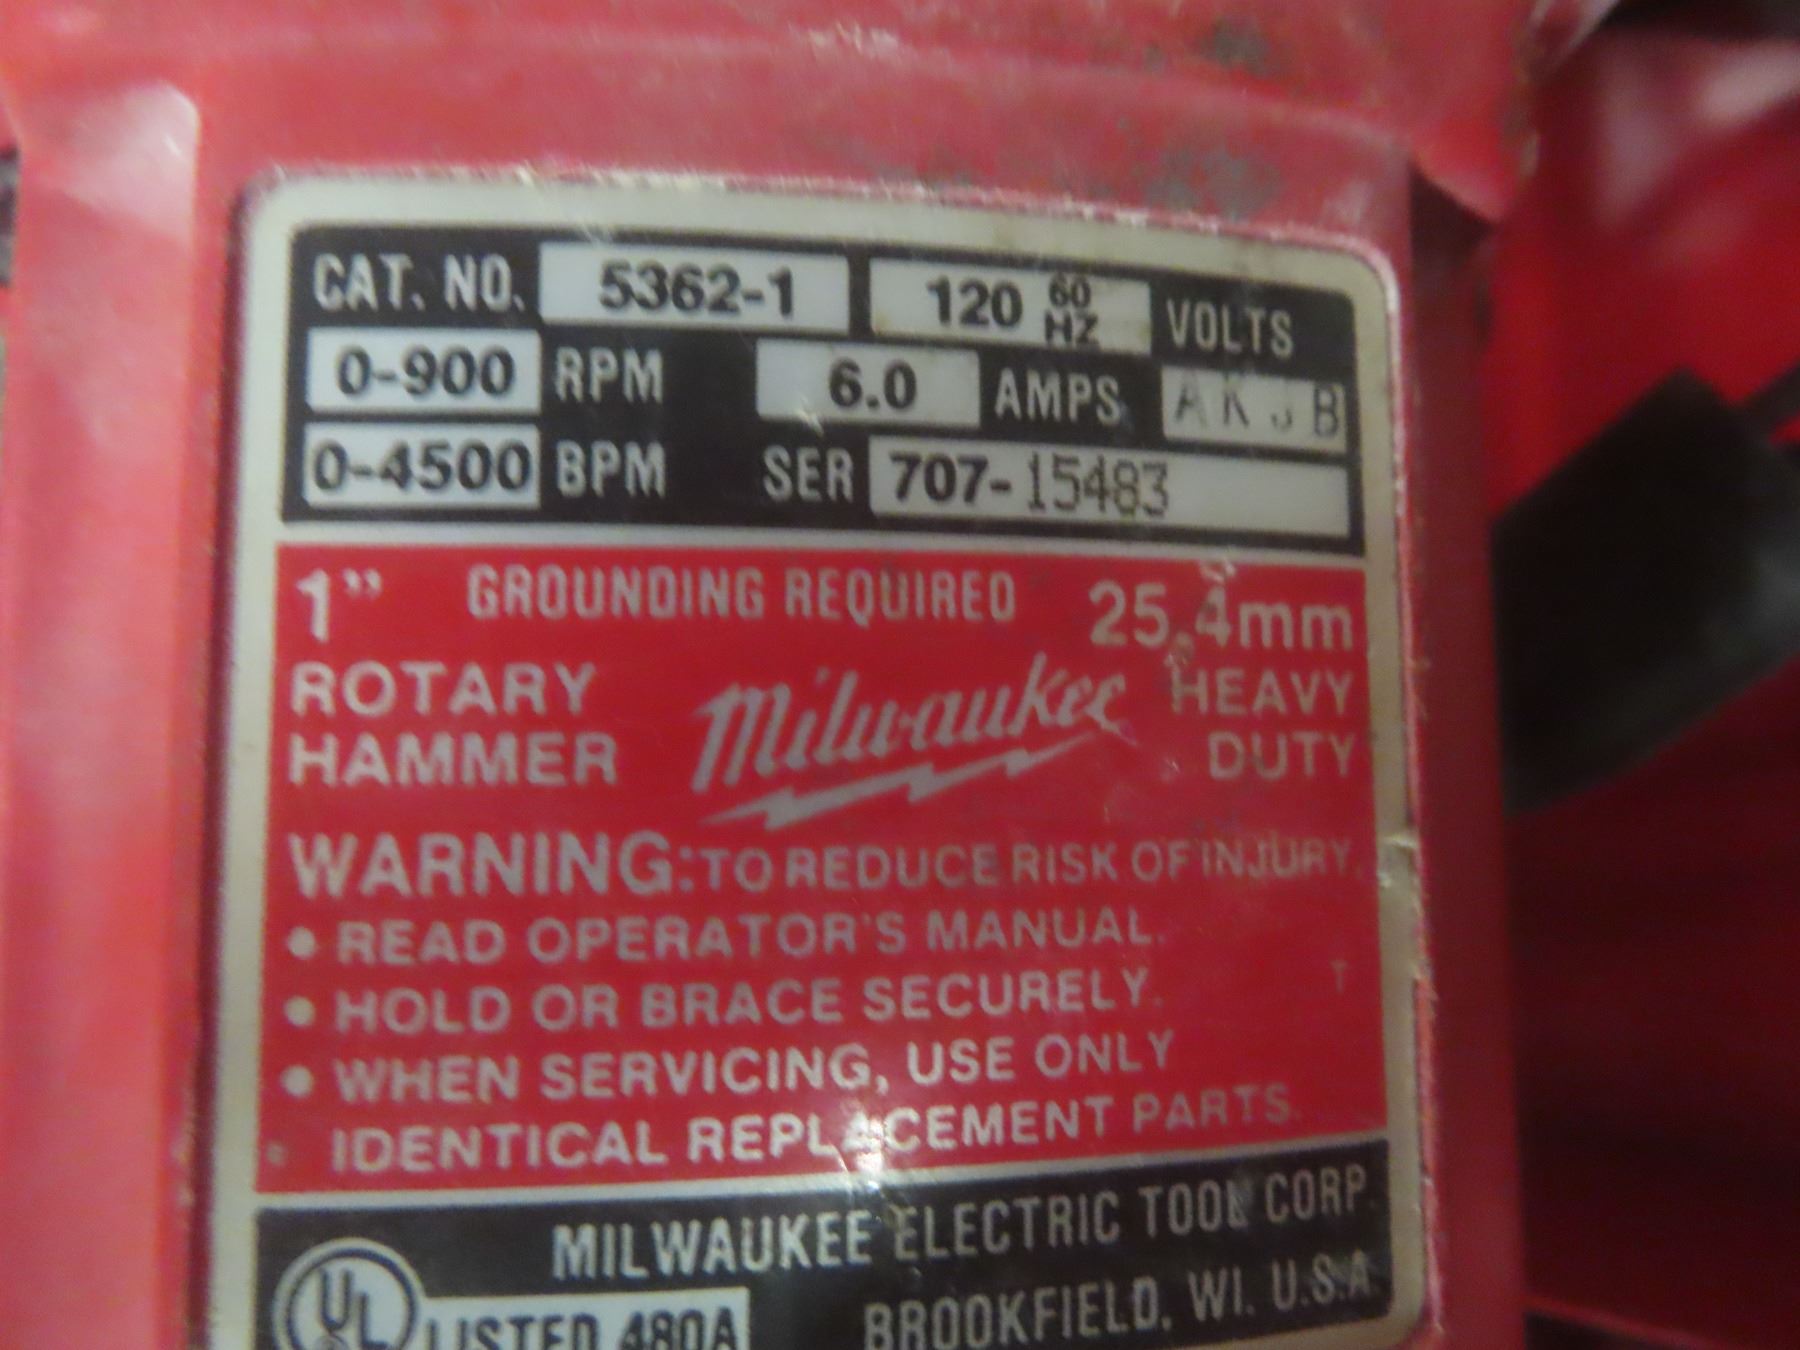 CAT. NO. 5362-1 120 60 HZ VOLTS
0-900 RPM 6.0 AMPS A K J B
0-4500 BPM SER 707-15483
1" GROUNDING REQUIRED 25.4mm
ROTARY HAMMER Milwaukee HEAVY DUTY
WARNING: TO REDUCE RISK OF INJURY.
• READ OPERATOR'S MANUAL.
• HOLD OR BRACE SECURELY. T
• WHEN SERVICING, USE ONLY
IDENTICAL REPLACEMENT PARTS.
MILWAUKEE ELECTRIC TOOL CORP.
UL LISTED 480A BROOKFIELD, WI. U.S.A.